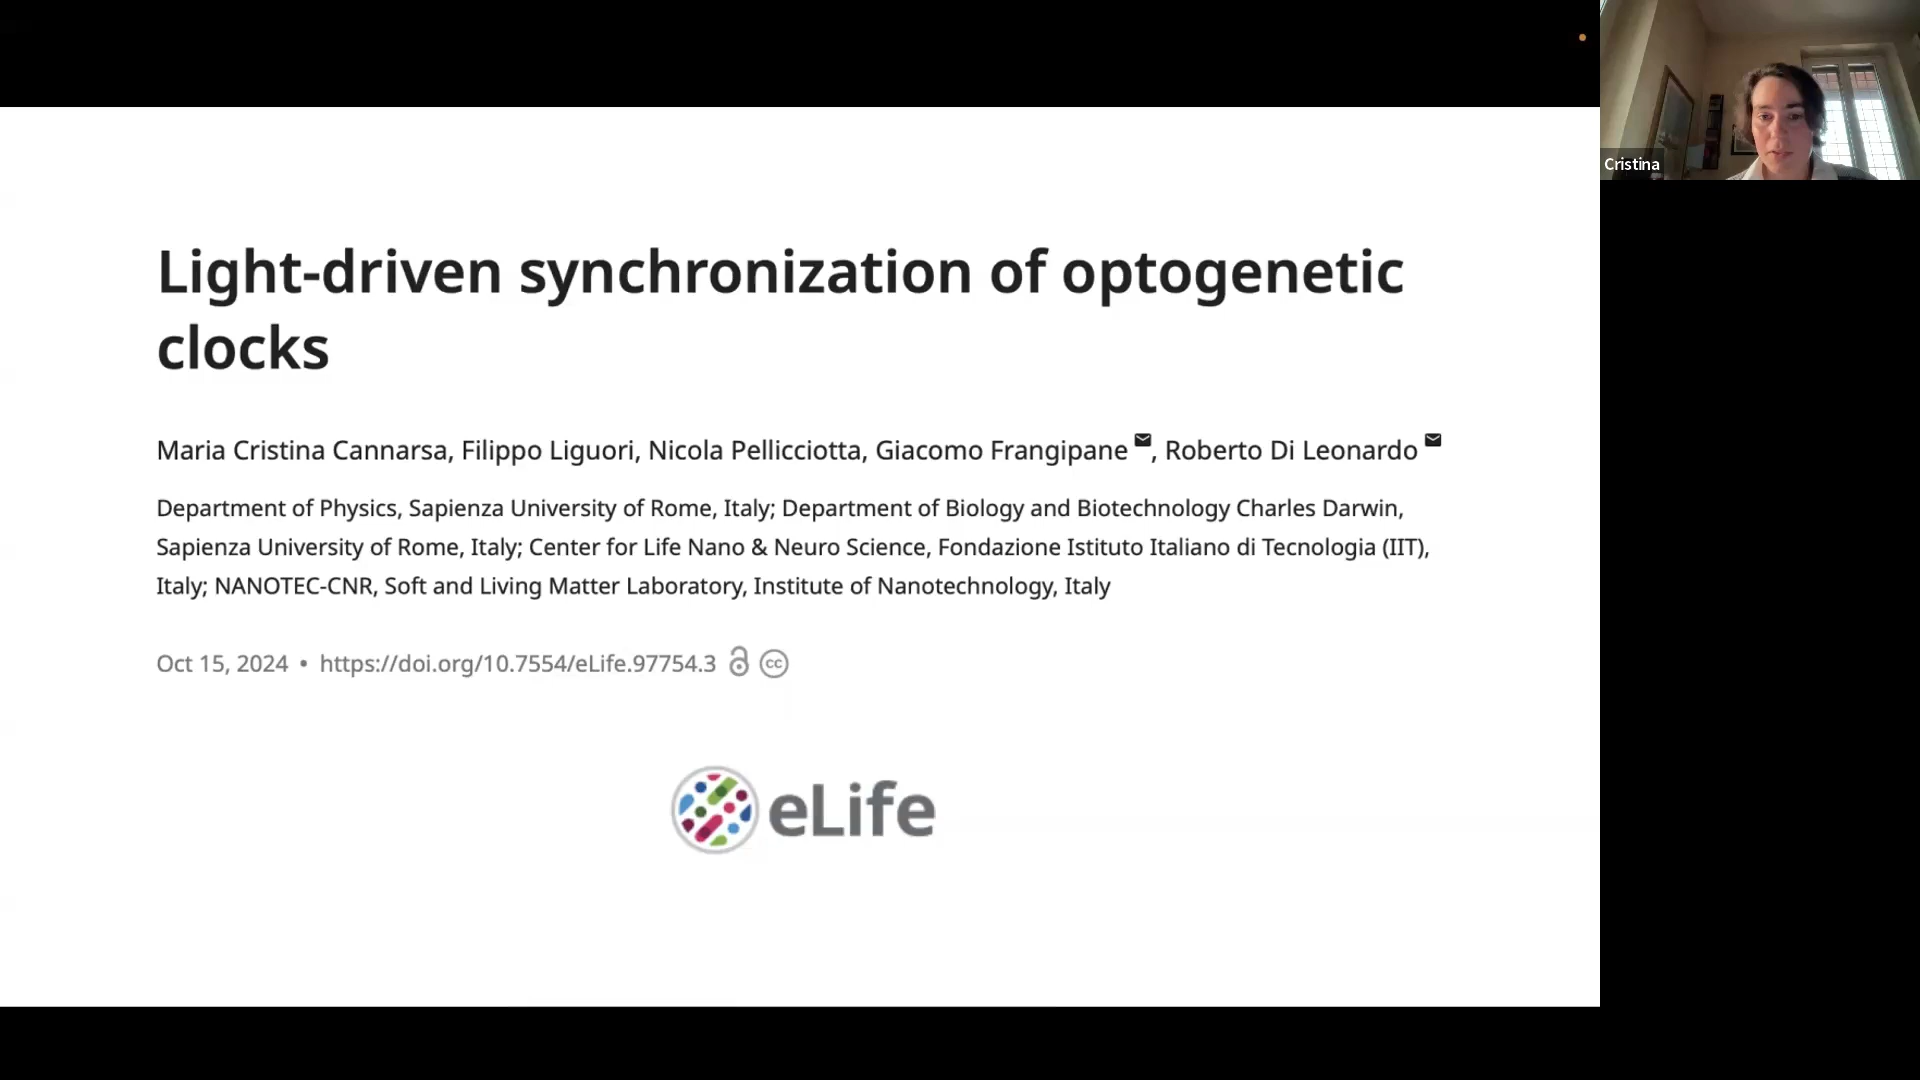 Light-driven synchronization of optogenetic
clocks
Maria Cristina Cannarsa, Filippo Liguori, Nicola Pellicciotta, Giacomo Frangipane, Roberto Di Leonardo
Department of Physics, Sapienza University of Rome, Italy; Department of Biology and Biotechnology Charles Darwin,
Sapienza University of Rome, Italy; Center for Life Nano & Neuro Science, Fondazione Istituto Italiano di Tecnologia (IIT),
Italy; NANOTEC-CNR, Soft and Living Matter Laboratory, Institute of Nanotechnology, Italy
Oct 15, 2024 • https://doi.org/10.7554/eLife.97754.3 cc
eLife
Cristina